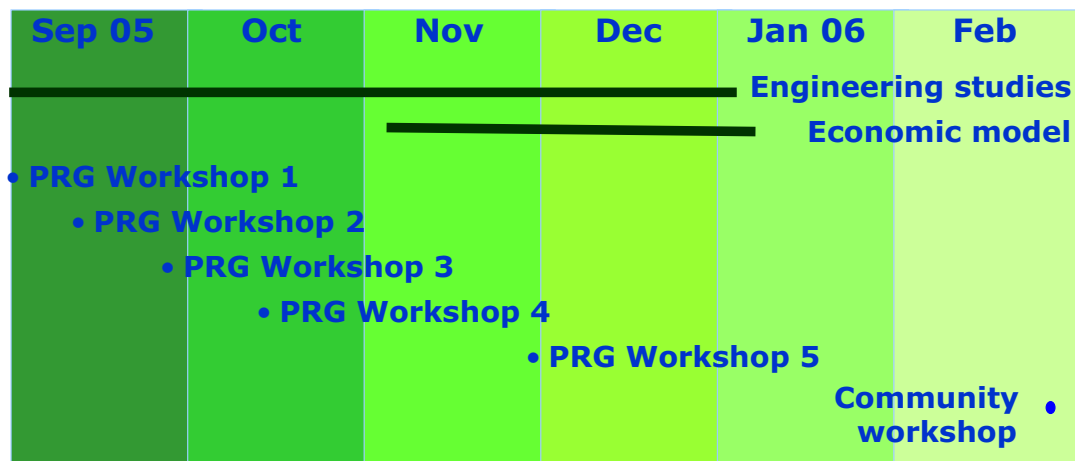 Sep 05 Oct Nov Dec Jan 06 Feb
Engineering studies
Economic model
• PRG Workshop 1
• PRG Workshop 2
• PRG Workshop 3
• PRG Workshop 4
• PRG Workshop 5
Community
workshop